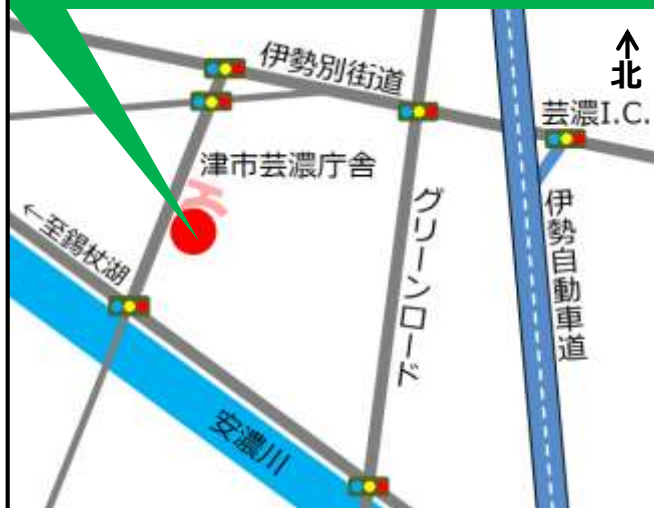 伊勢別街道
北
芸濃I.C.
津市芸濃庁舎
←至錫杖湖
グリーンロード
伊勢自動車道
安濃川